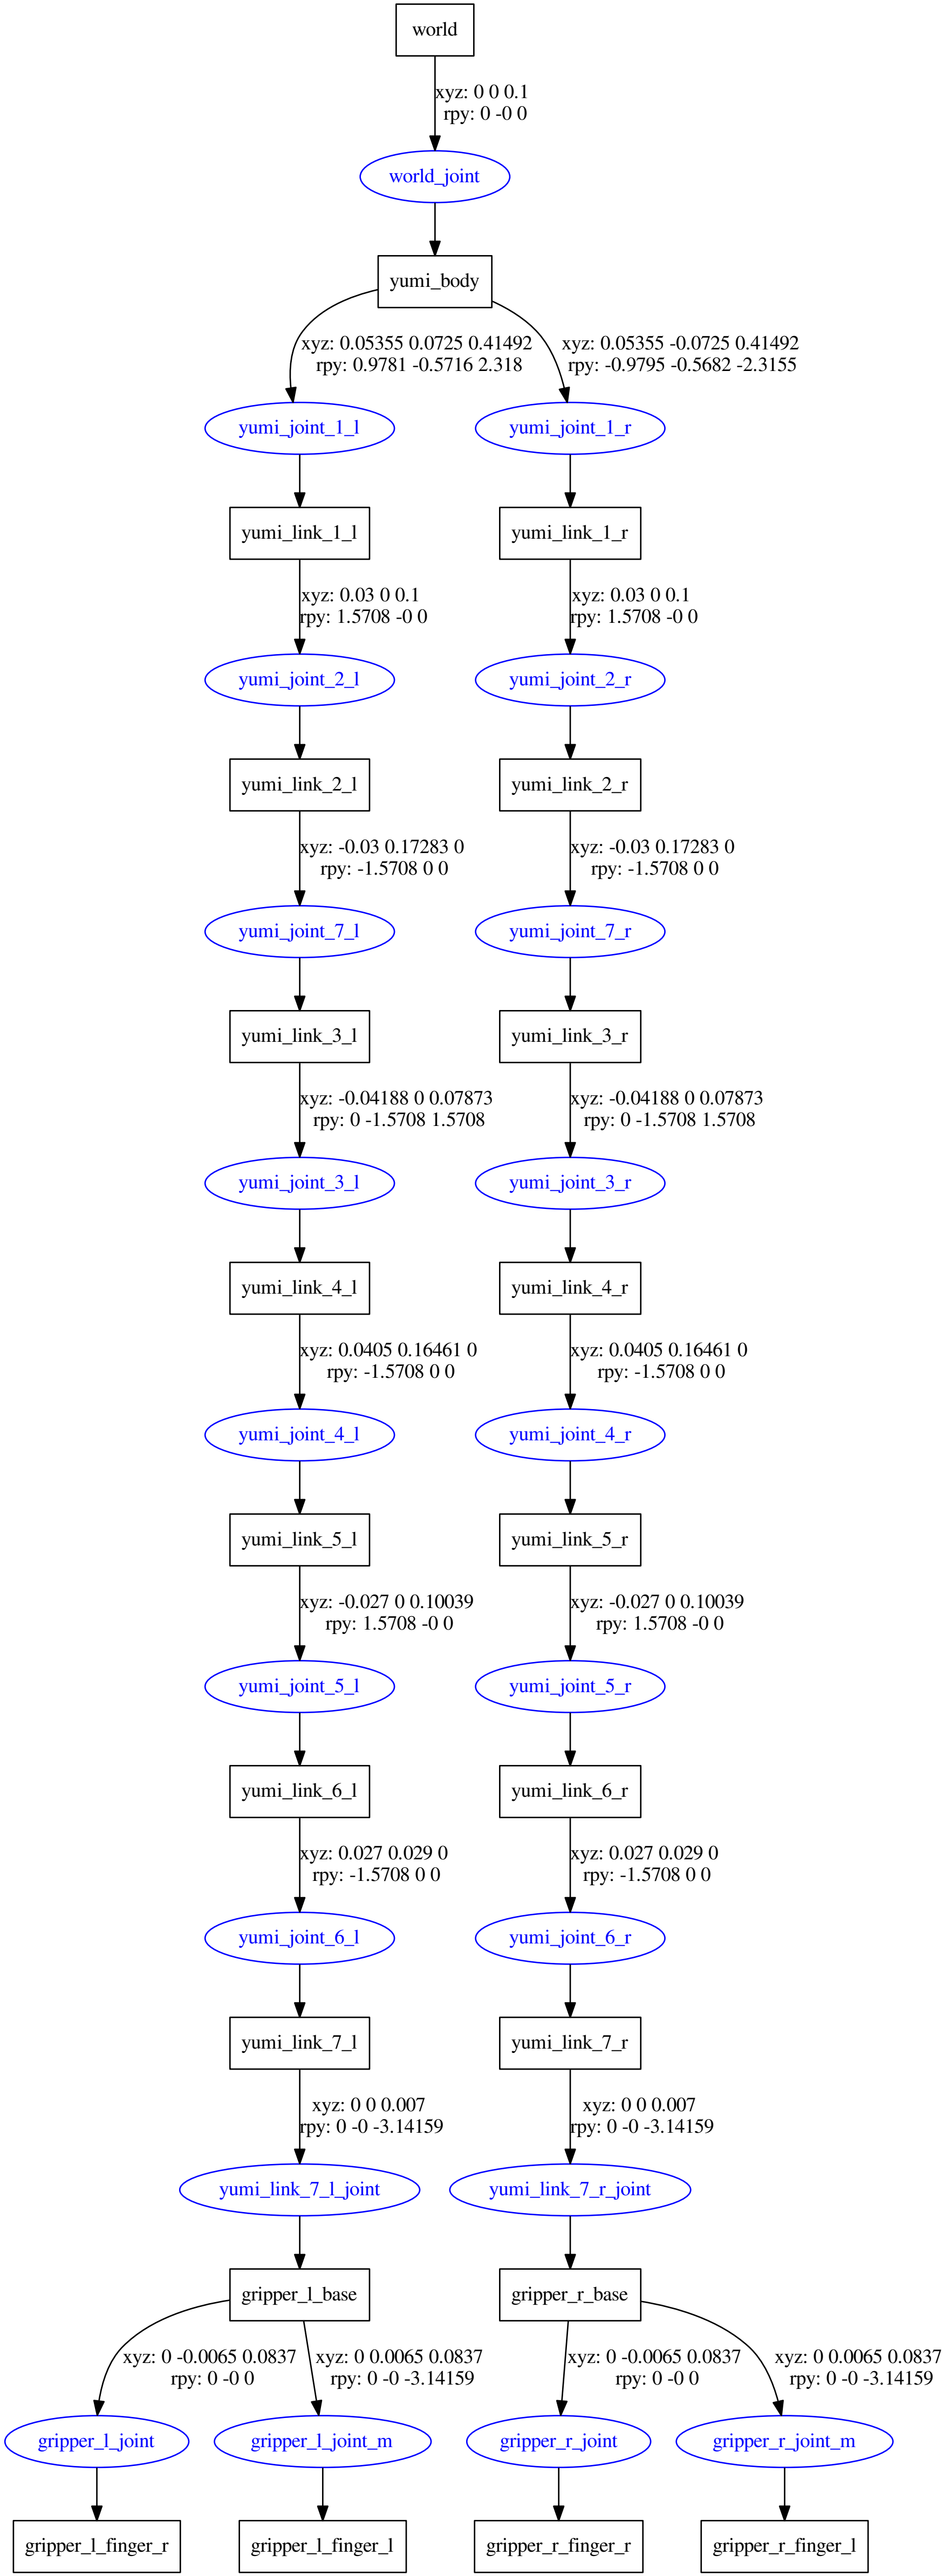 world
xyz: 0 0 0.1
rpy: 0 -0 0
world_joint
yumi_body
xyz: 0.05355 0.0725 0.41492
rpy: 0.9781 -0.5716 2.318
xyz: 0.05355 -0.0725 0.41492
rpy: -0.9795 -0.5682 -2.3155
yumi_joint_1_l
yumi_joint_1_r
yumi_link_1_l
yumi_link_1_r
xyz: 0.03 0 0.1
rpy: 1.5708 -0 0
xyz: 0.03 0 0.1
rpy: 1.5708 -0 0
yumi_joint_2_l
yumi_joint_2_r
yumi_link_2_l
yumi_link_2_r
xyz: -0.03 0.17283 0
rpy: -1.5708 0 0
xyz: -0.03 0.17283 0
rpy: -1.5708 0 0
yumi_joint_7_l
yumi_joint_7_r
yumi_link_3_l
yumi_link_3_r
xyz: -0.04188 0 0.07873
rpy: 0 -1.5708 1.5708
xyz: -0.04188 0 0.07873
rpy: 0 -1.5708 1.5708
yumi_joint_3_l
yumi_joint_3_r
yumi_link_4_l
yumi_link_4_r
xyz: 0.0405 0.16461 0
rpy: -1.5708 0 0
xyz: 0.0405 0.16461 0
rpy: -1.5708 0 0
yumi_joint_4_l
yumi_joint_4_r
yumi_link_5_l
yumi_link_5_r
xyz: -0.027 0 0.10039
rpy: 1.5708 -0 0
xyz: -0.027 0 0.10039
rpy: 1.5708 -0 0
yumi_joint_5_l
yumi_joint_5_r
yumi_link_6_l
yumi_link_6_r
xyz: 0.027 0.029 0
rpy: -1.5708 0 0
xyz: 0.027 0.029 0
rpy: -1.5708 0 0
yumi_joint_6_l
yumi_joint_6_r
yumi_link_7_l
yumi_link_7_r
xyz: 0 0 0.007
rpy: 0 -0 -3.14159
xyz: 0 0 0.007
rpy: 0 -0 -3.14159
yumi_link_7_l_joint
yumi_link_7_r_joint
gripper_l_base
gripper_r_base
xyz: 0 -0.0065 0.0837
rpy: 0 -0 0
xyz: 0 0.0065 0.0837
rpy: 0 -0 -3.14159
xyz: 0 -0.0065 0.0837
rpy: 0 -0 0
xyz: 0 0.0065 0.0837
rpy: 0 -0 -3.14159
gripper_l_joint
gripper_l_joint_m
gripper_r_joint
gripper_r_joint_m
gripper_l_finger_r
gripper_l_finger_l
gripper_r_finger_r
gripper_r_finger_l